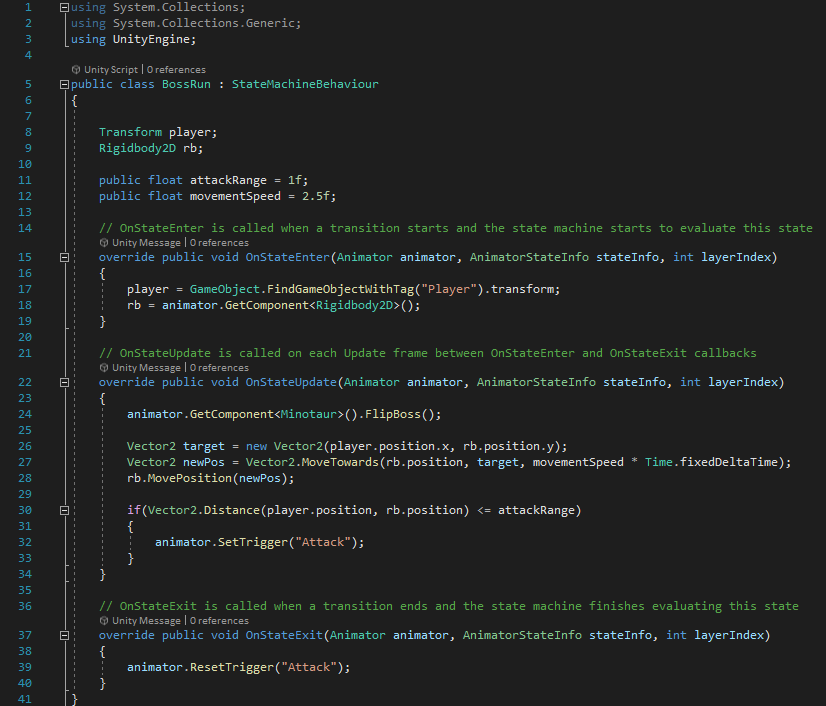 1 using System.Collections;
2 using System.Collections.Generic;
3 using UnityEngine;
4
Unity Script | 0 references
5 public class BossRun : StateMachineBehaviour
6 {
7
8 Transform player;
9 Rigidbody2D rb;
10
11 public float attackRange = 1f;
12 public float movementSpeed = 2.5f;
13
14 // OnStateEnter is called when a transition starts and the state machine starts to evaluate this state
Unity Message | 0 references
15 override public void OnStateEnter(Animator animator, AnimatorStateInfo stateInfo, int layerIndex)
16 {
17 player = GameObject.FindGameObjectWithTag("Player").transform;
18 rb = animator.GetComponent<Rigidbody2D>();
19 }
20
21 // OnStateUpdate is called on each Update frame between OnStateEnter and OnStateExit callbacks
Unity Message | 0 references
22 override public void OnStateUpdate(Animator animator, AnimatorStateInfo stateInfo, int layerIndex)
23 {
24 animator.GetComponent<Minotaur>().FlipBoss();
25
26 Vector2 target = new Vector2(player.position.x, rb.position.y);
27 Vector2 newPos = Vector2.MoveTowards(rb.position, target, movementSpeed * Time.fixedDeltaTime);
28 rb.MovePosition(newPos);
29
30 if(Vector2.Distance(player.position, rb.position) <= attackRange)
31 {
32 animator.SetTrigger("Attack");
33 }
34 }
35
36 // OnStateExit is called when a transition ends and the state machine finishes evaluating this state
Unity Message | 0 references
37 override public void OnStateExit(Animator animator, AnimatorStateInfo stateInfo, int layerIndex)
38 {
39 animator.ResetTrigger("Attack");
40 }
41 }